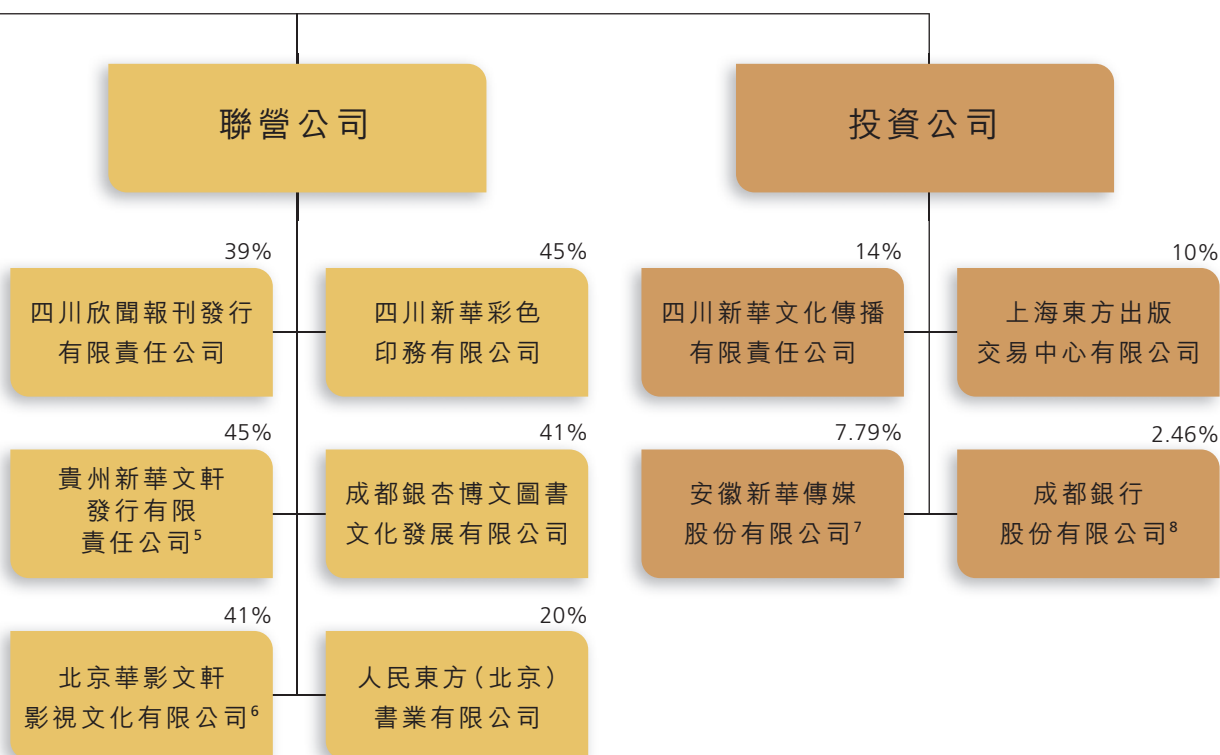 聯營公司
投資公司
39%
四川欣聞報刊發行
有限責任公司
45%
四川新華彩色
印務有限公司
14%
四川新華文化傳播
有限責任公司
10%
上海東方出版
交易中心有限公司
45%
貴州新華文軒
發行有限
責任公司⁵
41%
成都銀杏博文圖書
文化發展有限公司
7.79%
安徽新華傳媒
股份有限公司⁷
2.46%
成都銀行
股份有限公司⁸
41%
北京華影文軒
影視文化有限公司⁶
20%
人民東方(北京)
書業有限公司